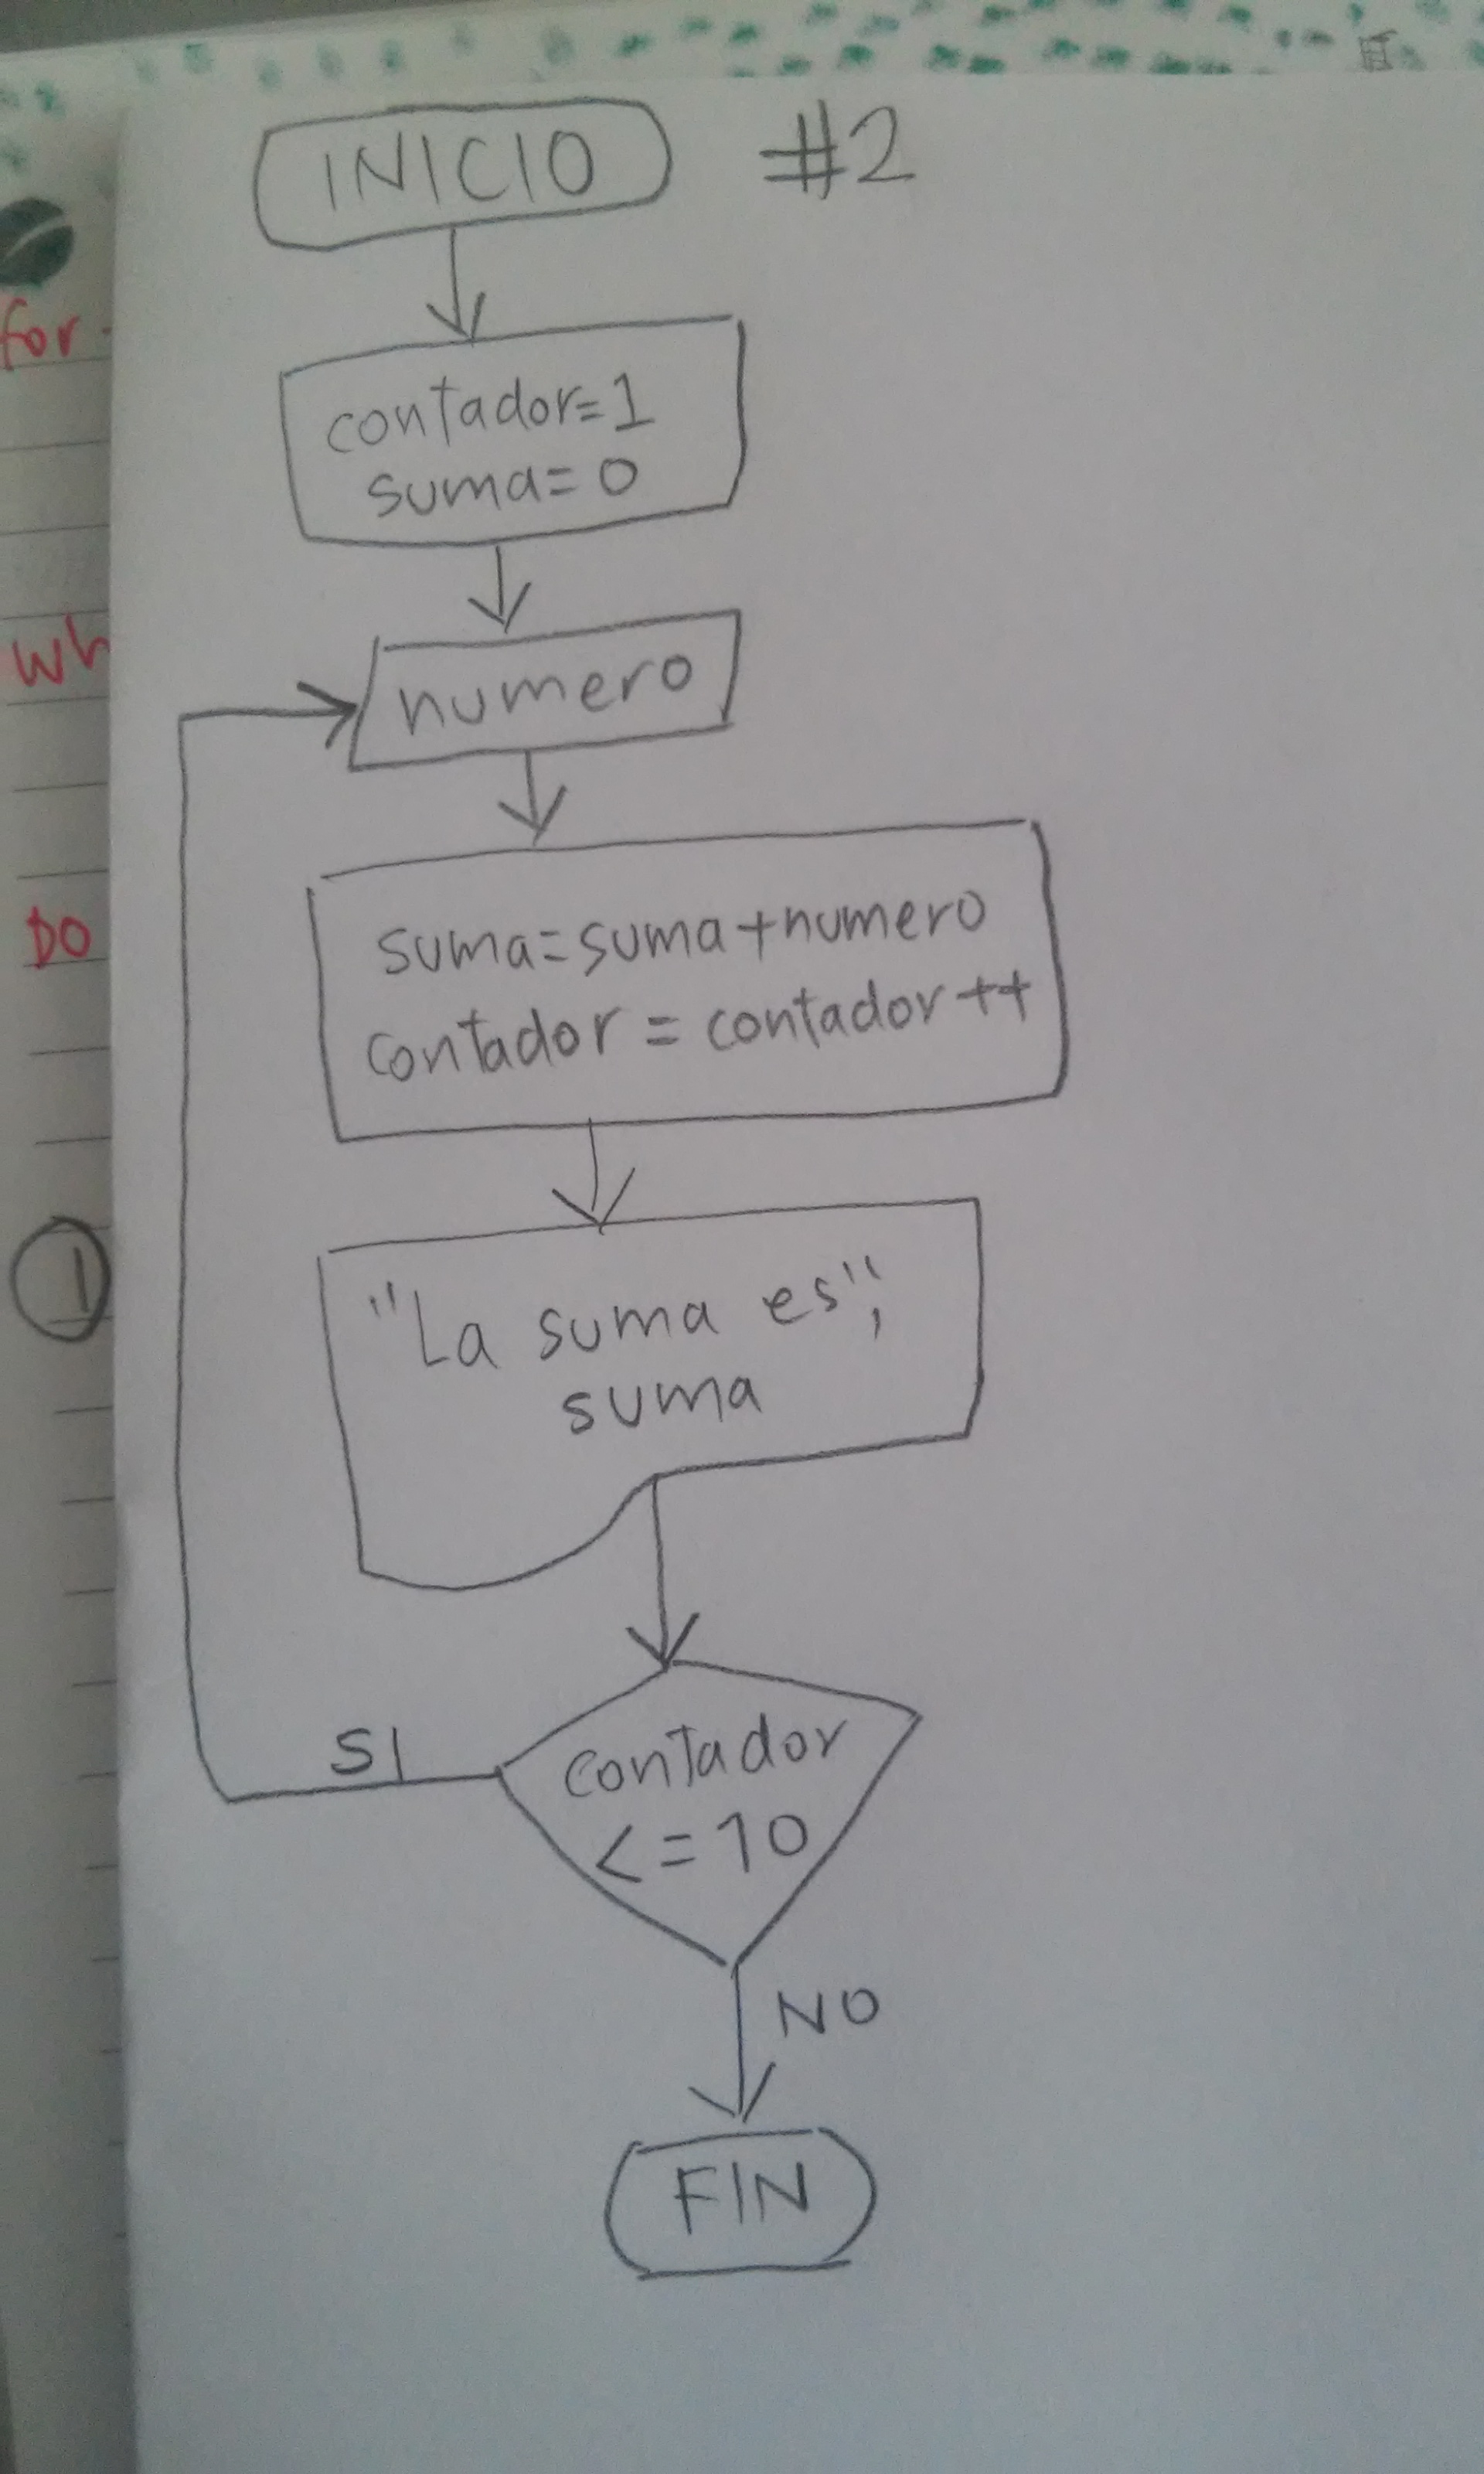 INICIO #2
for
contador=1
suma=0
numero
wh
DO
suma=suma+numero
contador = contador++
1
"La suma es",
suma
SI
contador
<=10
NO
FIN